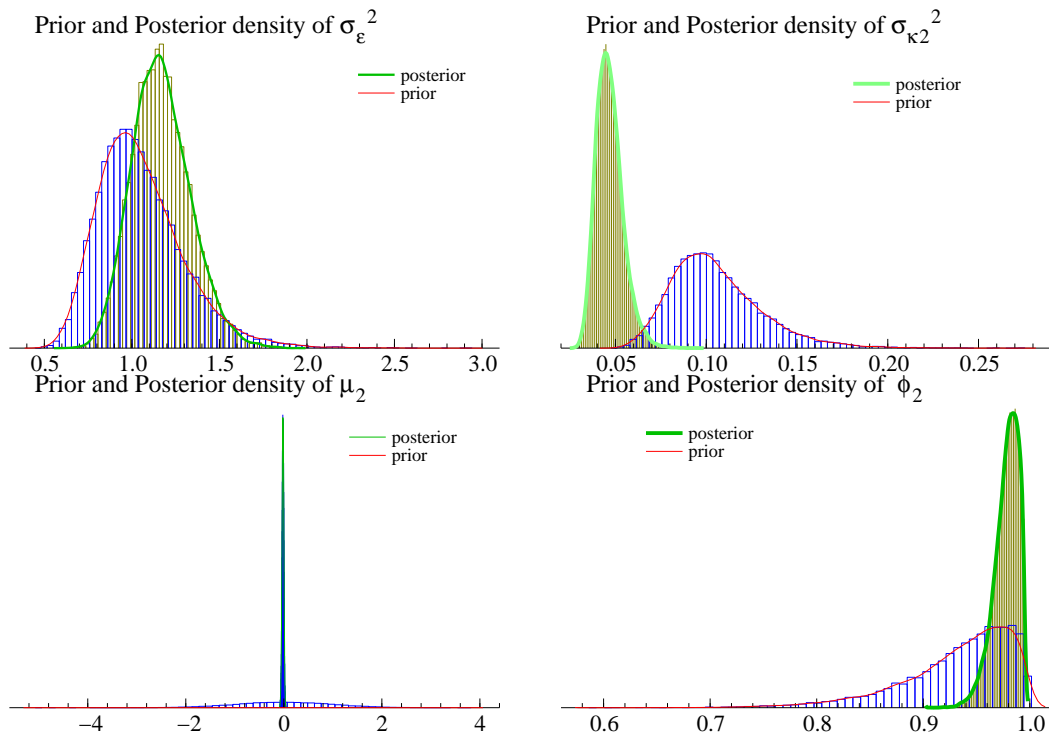 Prior and Posterior density of σε²
posterior
prior
0.5 1.0 1.5 2.0 2.5 3.0
Prior and Posterior density of σκ2²
posterior
prior
0.05 0.10 0.15 0.20 0.25
Prior and Posterior density of μ₂
posterior
prior
−4 −2 0 2 4
Prior and Posterior density of ϕ₂
posterior
prior
0.6 0.7 0.8 0.9 1.0